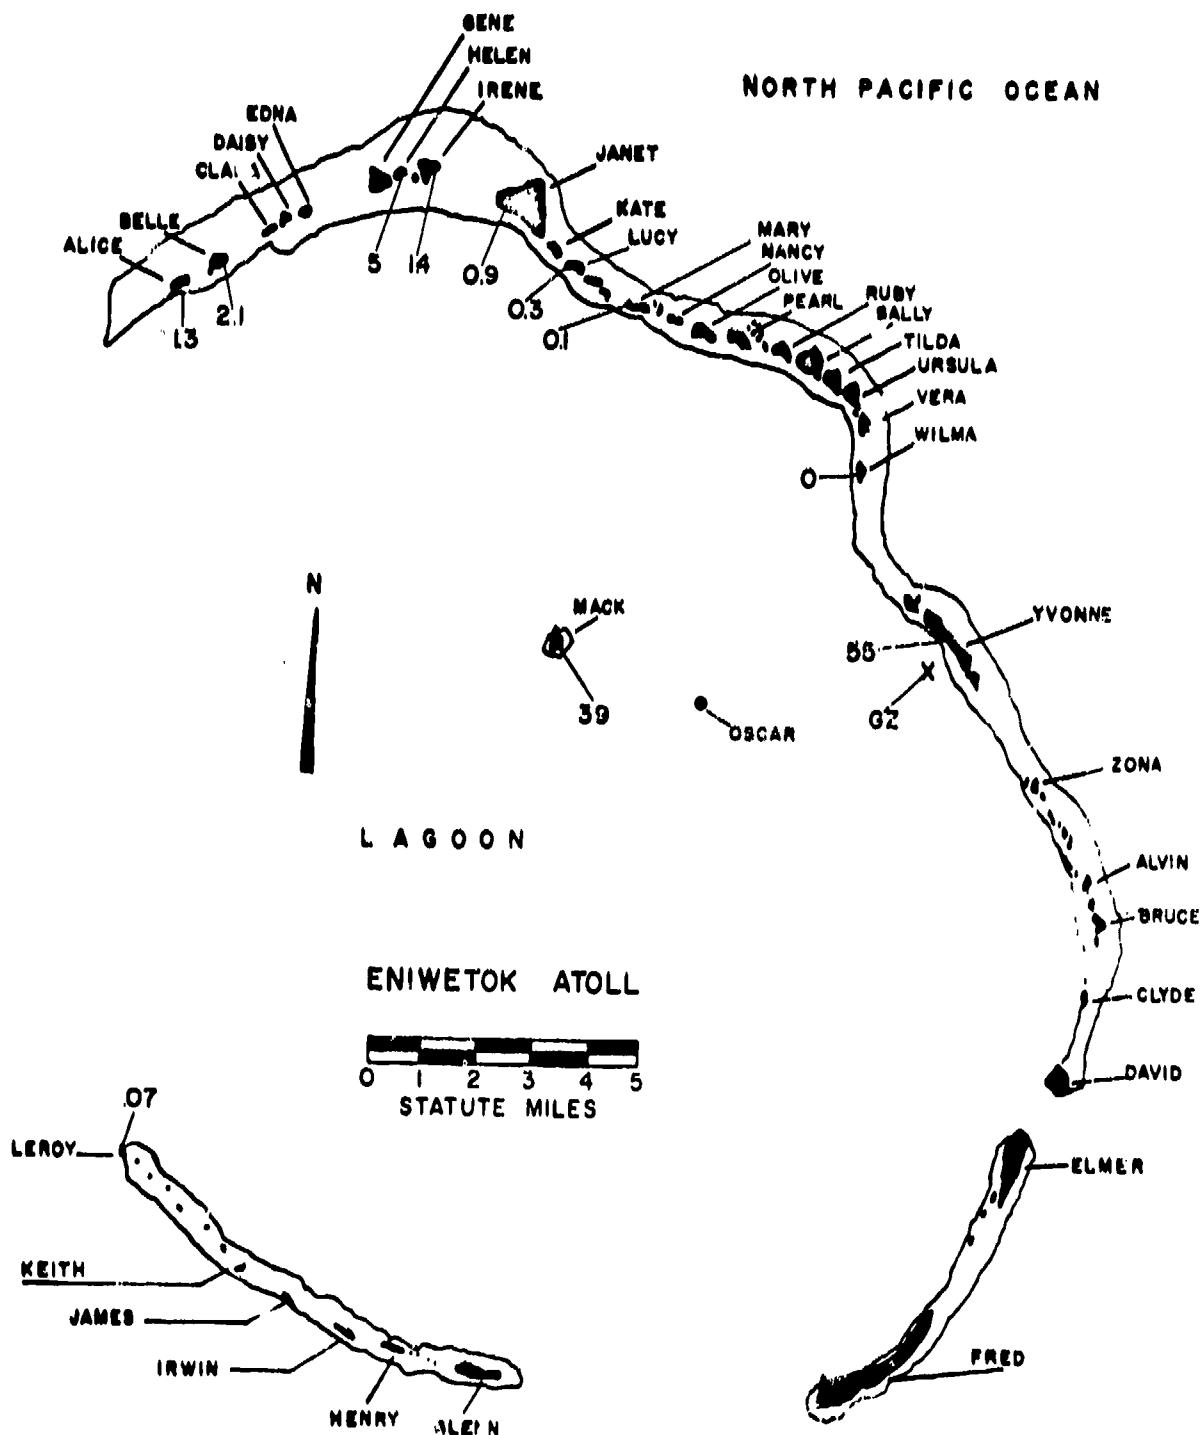 GENE
HELEN
IRENE
NORTH PACIFIC OCEAN
EDNA
DAISY
JANET
BELLE
KATE
ALICE
LUCY
MARY
NANCY
OLIVE
PEARL
RUBY
SALLY
TILDA
URSULA
VERA
WILMA
5
14
0.9
0.3
0.1
2.1
13
0
N
MACK
YVONNE
39
GZ
OSCAR
ZONA
LAGOON
ALVIN
BRUCE
ENIWETOK ATOLL
CLYDE
0 1 2 3 4 5
STATUTE MILES
DAVID
.07
LEROY
ELMER
KEITH
JAMES
IRWIN
FRED
HENRY
X